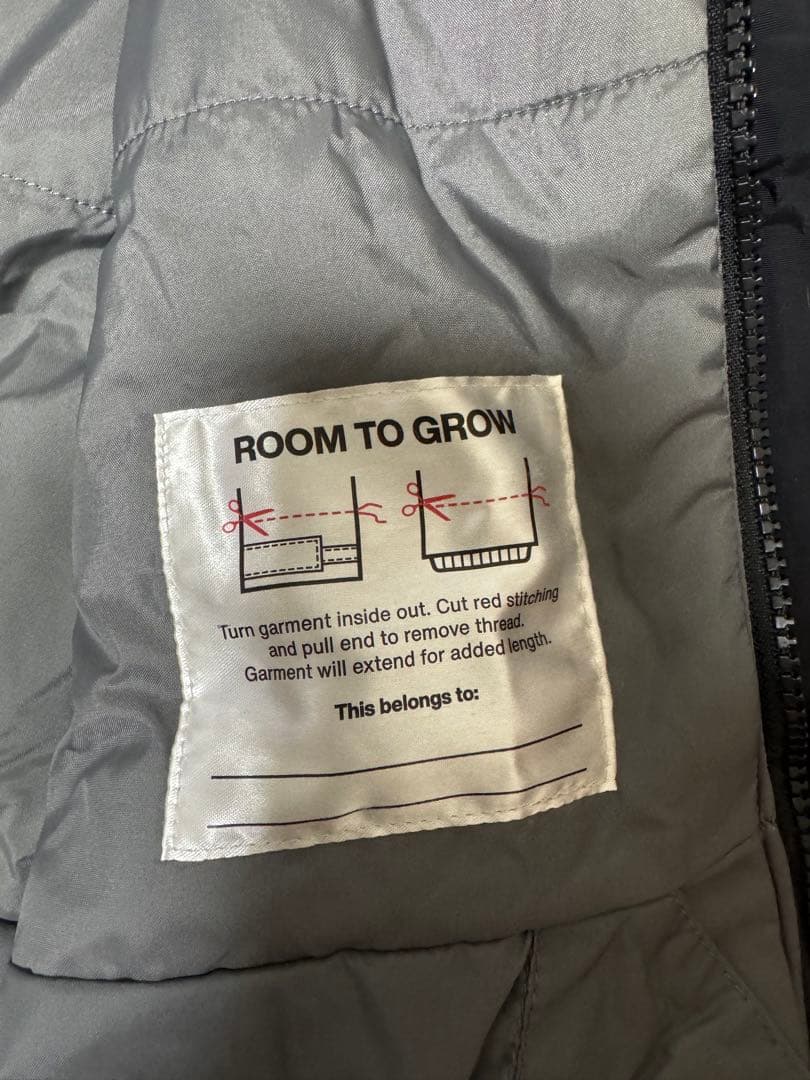 ROOM TO GROW
Turn garment inside out. Cut red stitching
and pull end to remove thread.
Garment will extend for added length.
This belongs to: